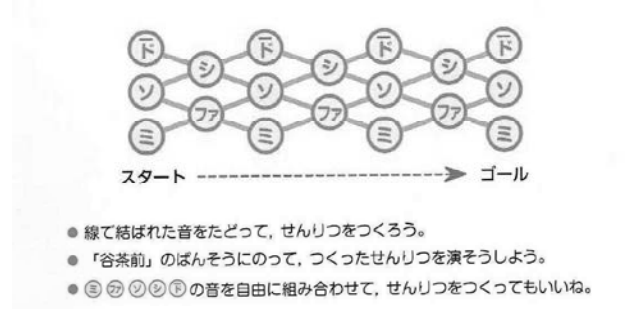 ド ド ド ド
シ シ シ
ソ ソ ソ ソ
ファ ファ ファ
ミ ミ ミ ミ
スタート ゴール
● 線で結ばれた音をたどって，せんりつをつくろう。
● 「谷茶前」のばんそうにのって，つくったせんりつを演そうしよう。
● ミ ファ ソ シ ド の音を自由に組み合わせて，せんりつをつくってもいいね。